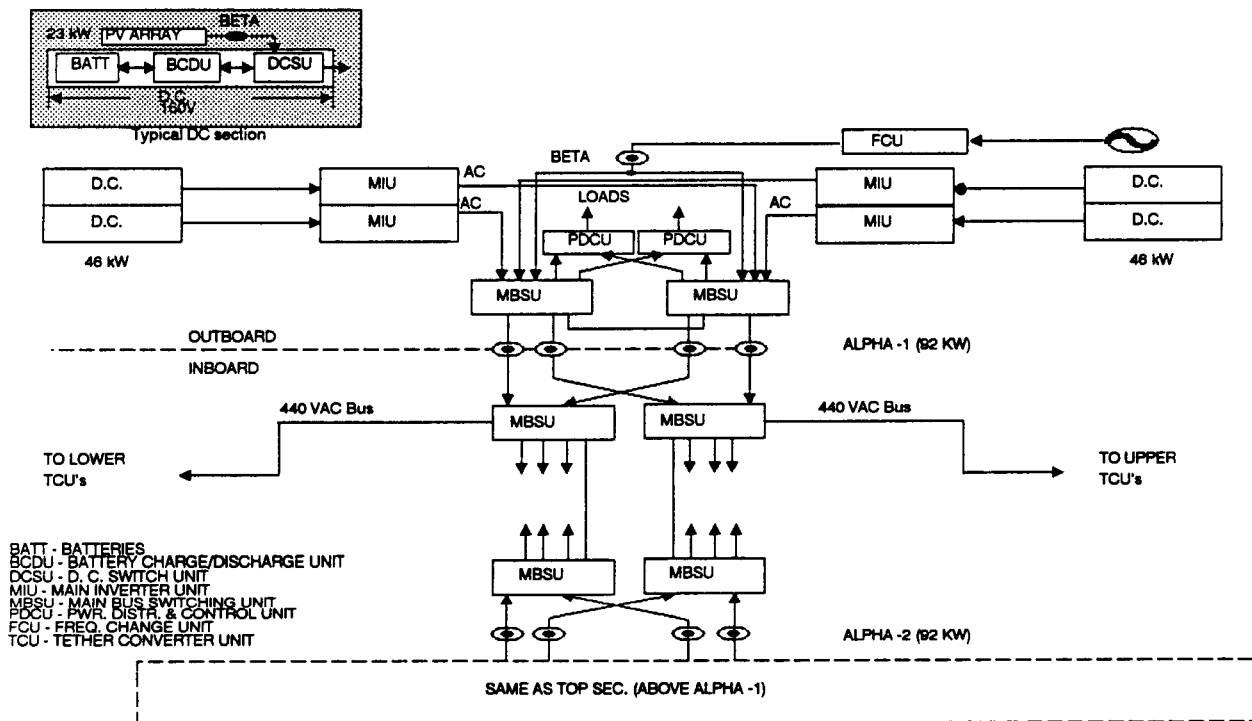 BETA
23 kW PV ARRAY
BATT BCDU DCSU
D.C.
160V
Typical DC section
FCU
BETA
D.C. MIU AC MIU D.C.
LOADS
D.C. MIU AC AC MIU D.C.
PDCU PDCU
46 kW 46 kW
MBSU MBSU
OUTBOARD ALPHA -1 (92 KW)
INBOARD
440 VAC Bus MBSU MBSU 440 VAC Bus
TO LOWER TO UPPER
TCU's TCU's
BATT - BATTERIES
BCDU - BATTERY CHARGE/DISCHARGE UNIT
DCSU - D. C. SWITCH UNIT
MIU - MAIN INVERTER UNIT
MBSU - MAIN BUS SWITCHING UNIT
PDCU - PWR. DISTR. & CONTROL UNIT
FCU - FREQ. CHANGE UNIT
TCU - TETHER CONVERTER UNIT
MBSU MBSU
ALPHA -2 (92 KW)
SAME AS TOP SEC. (ABOVE ALPHA -1)